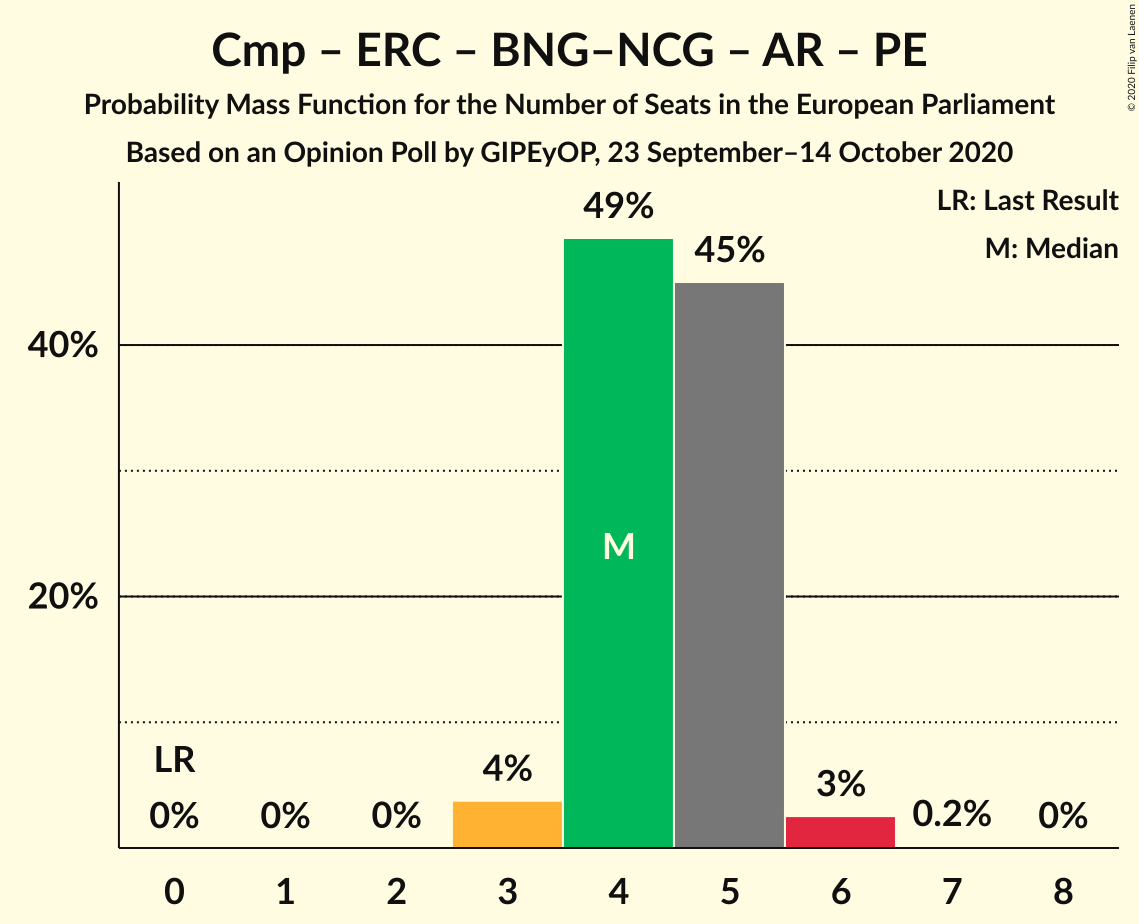 Cmp – ERC – BNG–NCG – AR – PE
Probability Mass Function for the Number of Seats in the European Parliament
Based on an Opinion Poll by GIPEyOP, 23 September–14 October 2020
© 2020 Filip van Laenen
LR: Last Result
M: Median
49%
45%
40%
M
20%
LR
0%
0%
0%
4%
3%
0.2%
0%
0 1 2 3 4 5 6 7 8